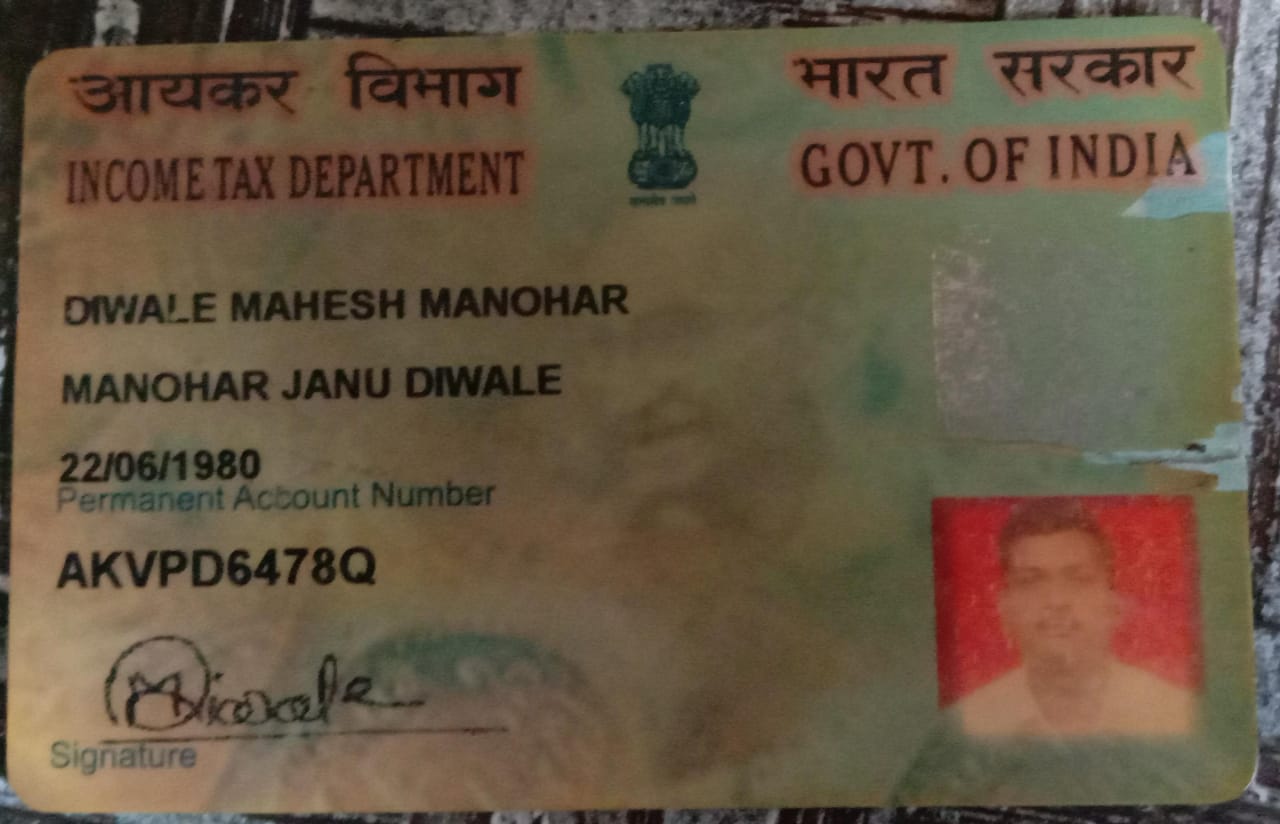 आयकर विभाग
INCOME TAX DEPARTMENT
भारत सरकार
GOVT. OF INDIA
DIWALE MAHESH MANOHAR
MANOHAR JANU DIWALE
22/06/1980
Permanent Account Number
AKVPD6478Q
MDiwale
Signature